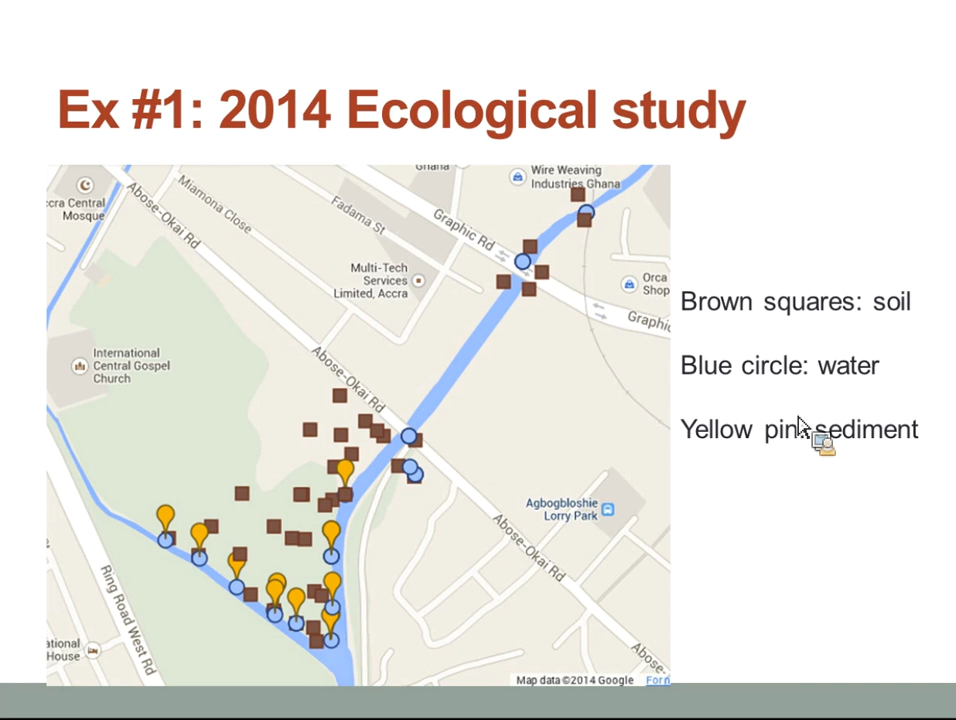 Ex #1: 2014 Ecological study
Ghana
Wire Weaving
Industries Ghana
ccra Central
Mosque
Abose-Okai Rd
Miamona Close
Fadama St
Graphic Rd
Multi-Tech
Services
Limited, Accra
Orca
Shop
Graphi
Brown squares: soil
International
Central Gospel
Church
Abose-Okai Rd
Blue circle: water
Yellow pin: sediment
Agbogbloshie
Lorry Park
Abose-Okai Rd
Ring Road West Rd
ational
House
Abose-
Map data ©2014 Google